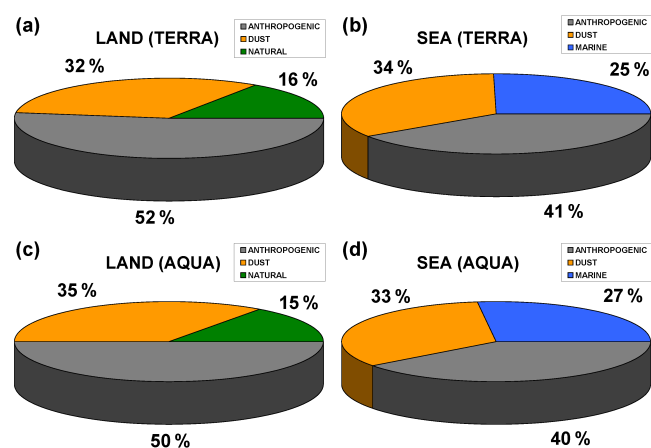 (a)
LAND (TERRA)
ANTHROPOGENIC
DUST
NATURAL
32 %
16 %
52 %
(b)
SEA (TERRA)
ANTHROPOGENIC
DUST
MARINE
34 %
25 %
41 %
(c)
LAND (AQUA)
ANTHROPOGENIC
DUST
NATURAL
35 %
15 %
50 %
(d)
SEA (AQUA)
ANTHROPOGENIC
DUST
MARINE
33 %
27 %
40 %